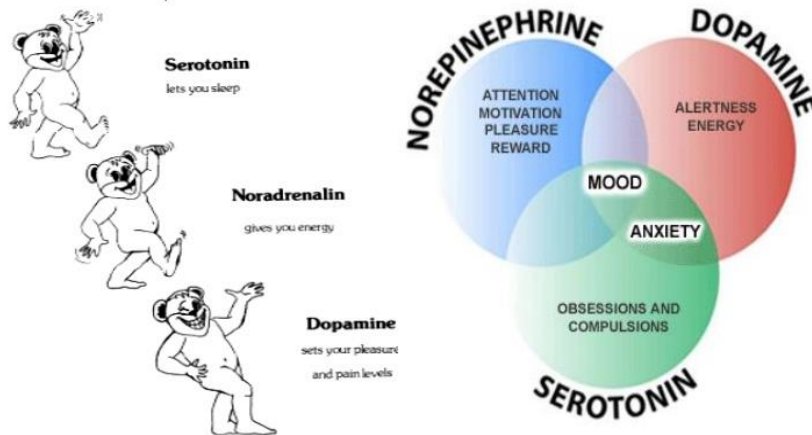 Serotonin
lets you sleep
Noradrenalin
gives you energy
Dopamine
sets your pleasure
and pain levels
NOREPINEPHRINE
DOPAMINE
ATTENTION
MOTIVATION
PLEASURE
REWARD
ALERTNESS
ENERGY
MOOD
ANXIETY
OBSESSIONS AND
COMPULSIONS
SEROTONIN